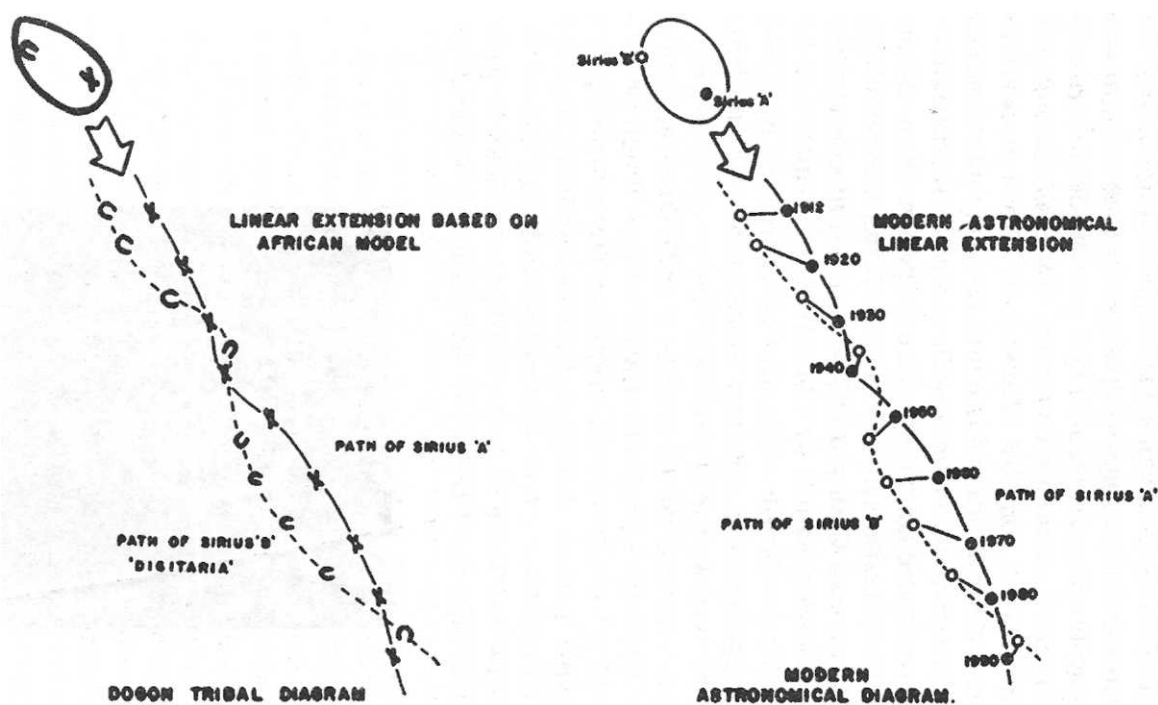 Sirius 'B'
Sirius 'A'
LINEAR EXTENSION BASED ON
AFRICAN MODEL
PATH OF SIRIUS 'A'
PATH OF SIRIUS 'B'
'DIGITARIA'
DOGON TRIBAL DIAGRAM
1912
MODERN ASTRONOMICAL
LINEAR EXTENSION
1920
1930
1940
1960
1960
PATH OF SIRIUS 'A'
PATH OF SIRIUS 'B'
1970
1980
1990
MODERN
ASTRONOMICAL DIAGRAM.